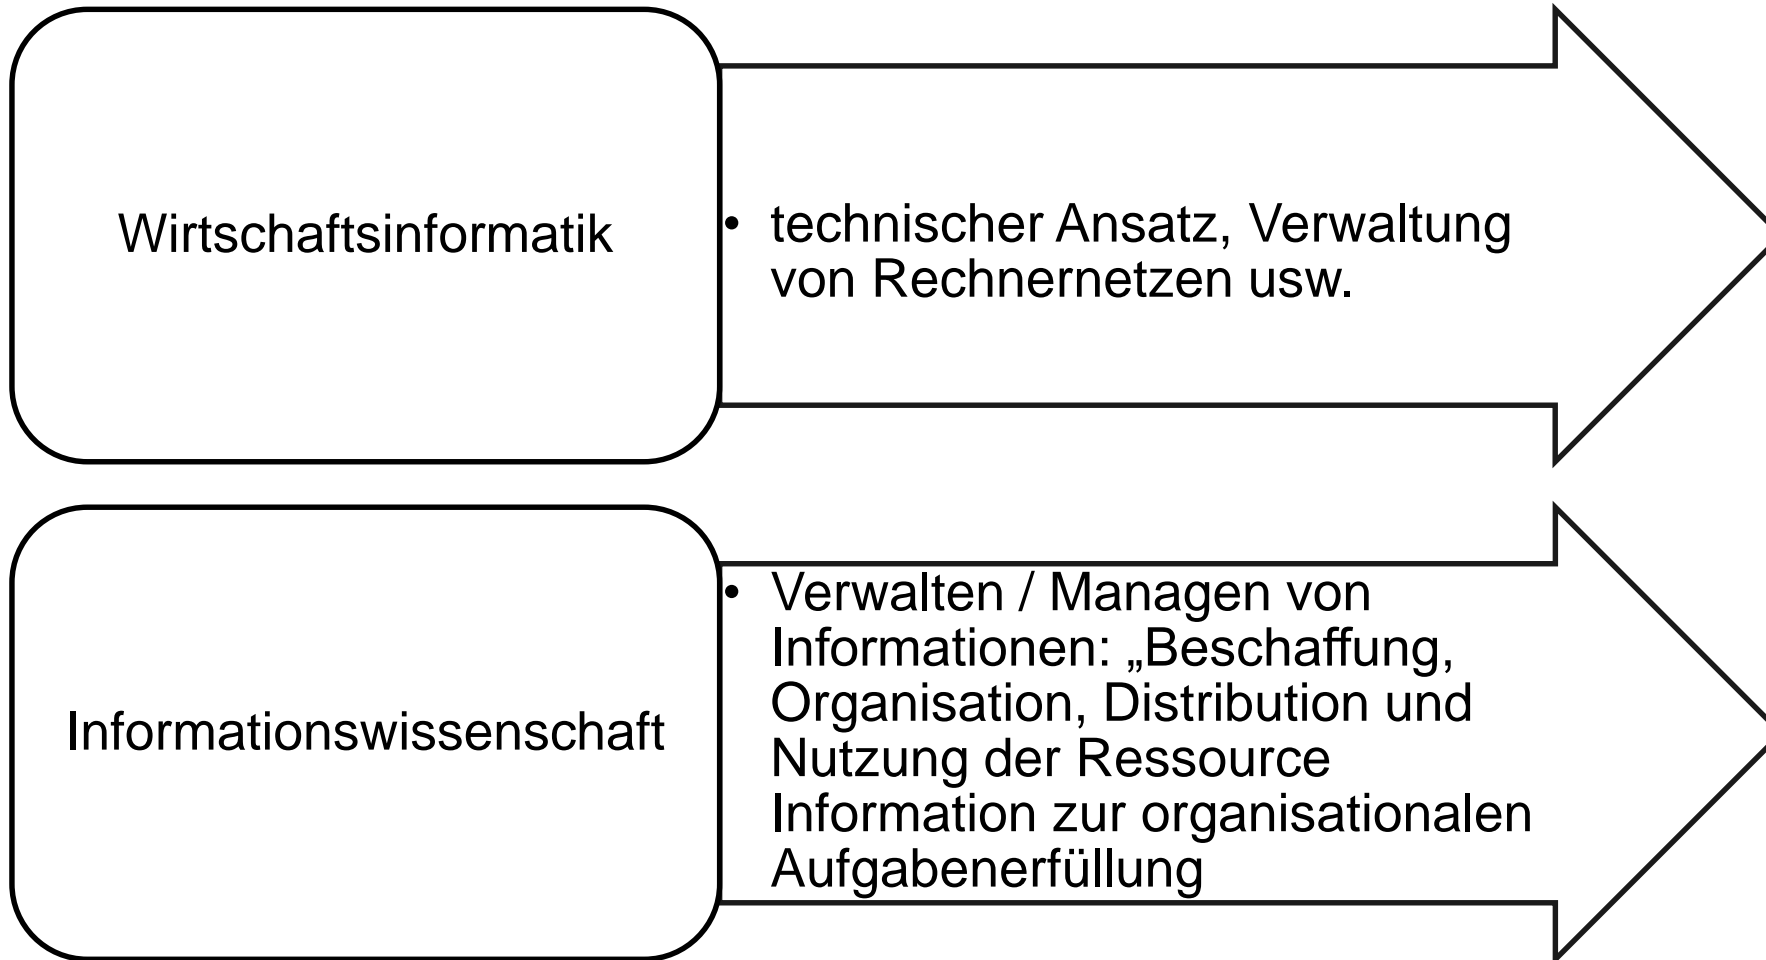 Wirtschaftsinformatik
• technischer Ansatz, Verwaltung
von Rechnernetzen usw.
Informationswissenschaft
• Verwalten / Managen von
Informationen: „Beschaffung,
Organisation, Distribution und
Nutzung der Ressource
Information zur organisationalen
Aufgabenerfüllung